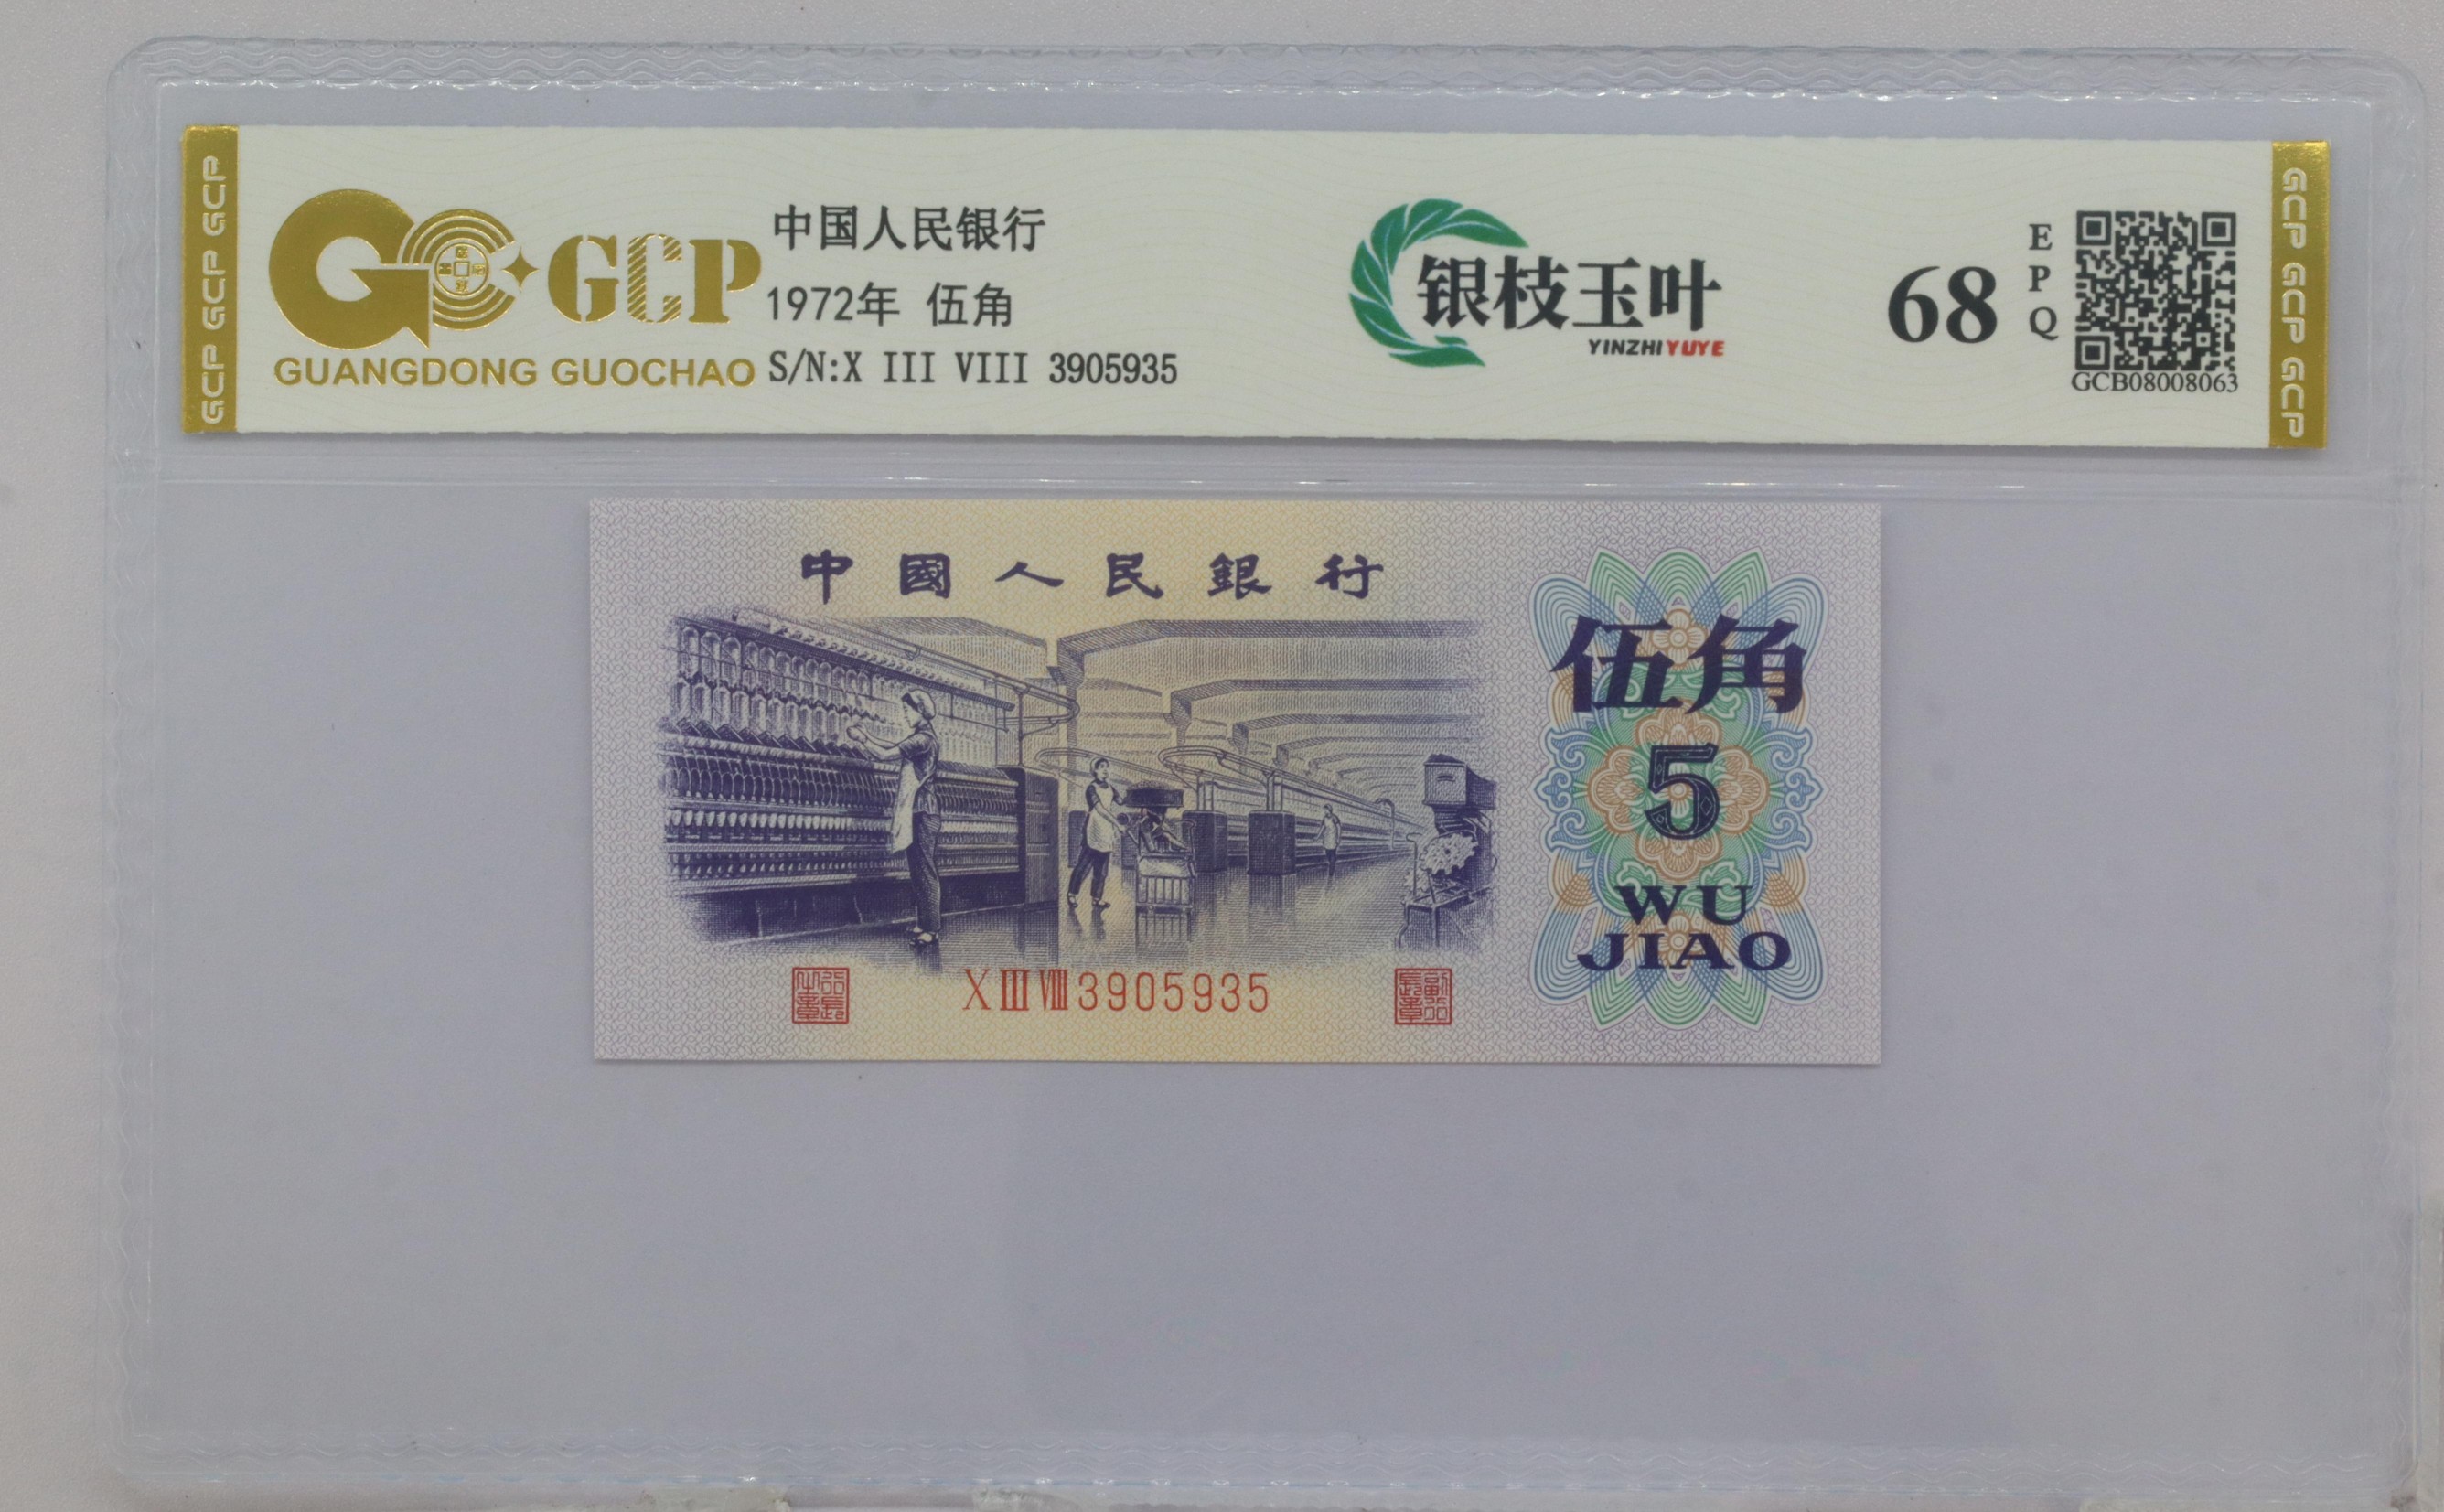 GCP GCP GCP
GCP
GUANGDONG GUOCHAO
中国人民银行
1972年 伍角
S/N:X III VIII 3905935
银枝玉叶
YINZHIYUYE
68
EPQ
GCB08008063
GCP GCP GCP
中國人民銀行
伍角
5
WU
JIAO
X III VIII 3905935